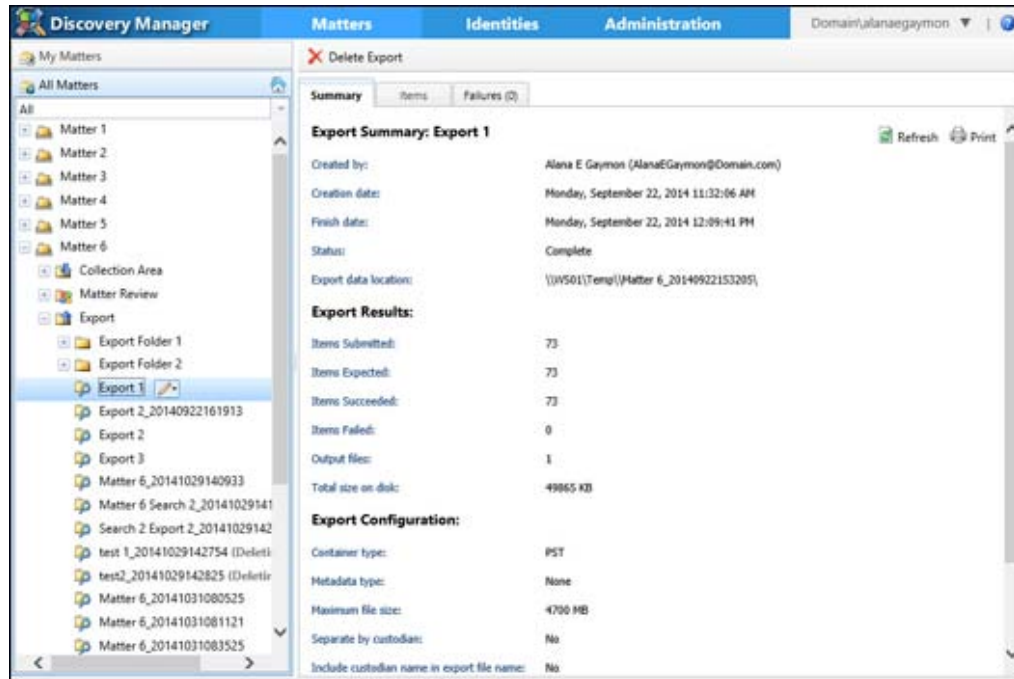 Discovery Manager
Matters
Identities
Administration
Domain\alanaegaymon
My Matters
All Matters
All
Matter 1
Matter 2
Matter 3
Matter 4
Matter 5
Matter 6
Collection Area
Matter Review
Export
Export Folder 1
Export Folder 2
Export 1
Export 2_20140922161913
Export 2
Export 3
Matter 6_20141029140933
Matter 6 Search 2_20141029141
Search 2 Export 2_20141029142
test 1_20141029142754 (Deleti
test2_20141029142825 (Deletin
Matter 6_20141031080525
Matter 6_20141031081121
Matter 6_20141031083525
Delete Export
Summary
Items
Failures (0)
Export Summary: Export 1
Refresh
Print
Created by: Alana E Gaymon (AlanaEGaymon@Domain.com)
Creation date: Monday, September 22, 2014 11:32:06 AM
Finish date: Monday, September 22, 2014 12:09:41 PM
Status: Complete
Export data location: \\WS01\Temp\\Matter 6_20140922153205\
Export Results:
Items Submitted: 73
Items Expected: 73
Items Succeeded: 73
Items Failed: 0
Output files: 1
Total size on disk: 49865 KB
Export Configuration:
Container type: PST
Metadata type: None
Maximum file size: 4700 MB
Separate by custodian: No
Include custodian name in export file name: No